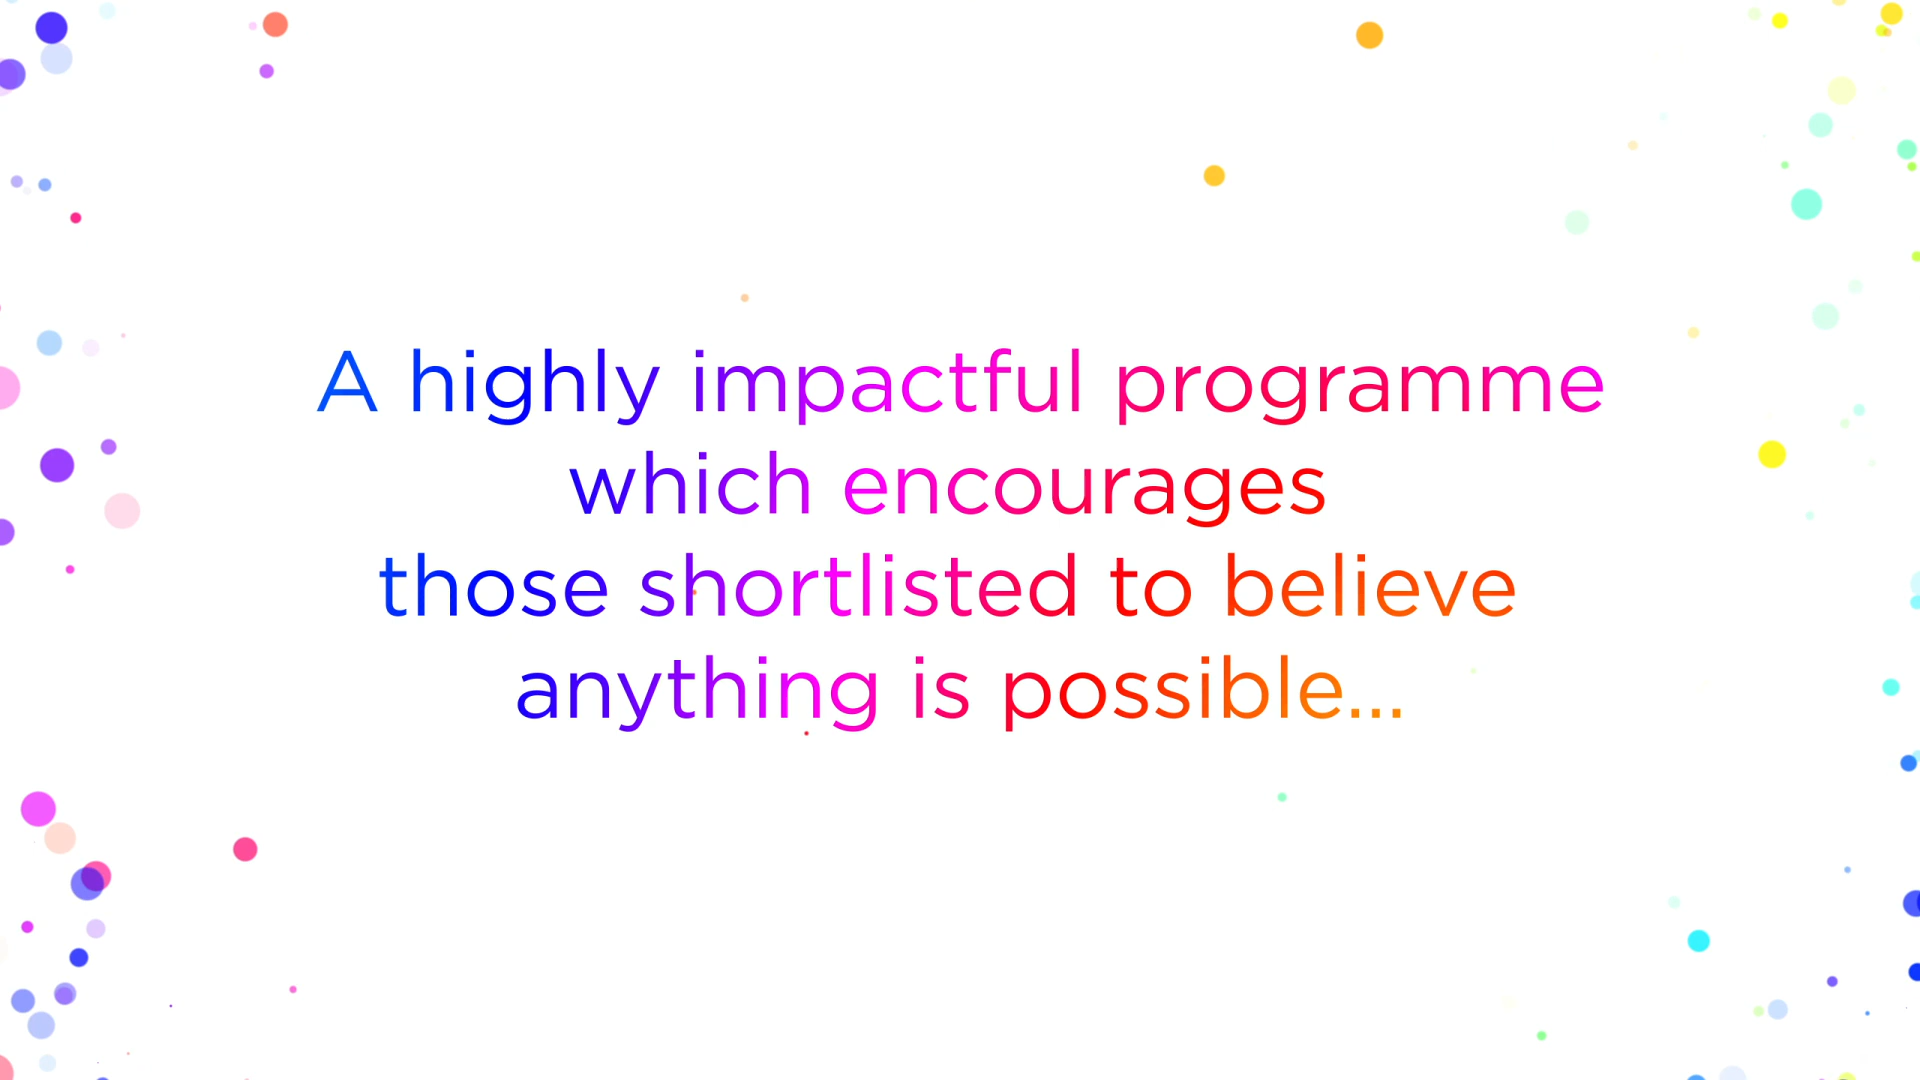 A highly impactful programme
which encourages
those shortlisted to believe
anything is possible...